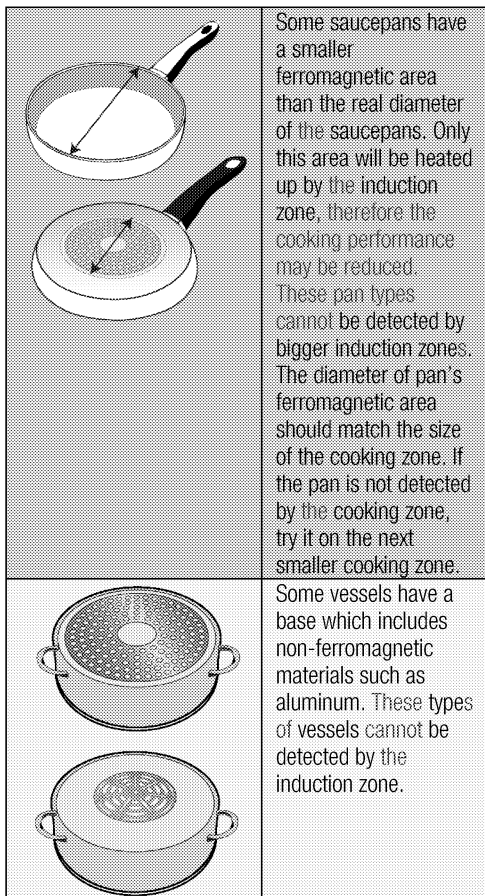 Some saucepans have
a smaller
ferromagnetic area
than the real diameter
of the saucepans. Only
this area will be heated
up by the induction
zone, therefore the
cooking performance
may be reduced.
These pan types
cannot be detected by
bigger induction zones.
The diameter of pan's
ferromagnetic area
should match the size
of the cooking zone. If
the pan is not detected
by the cooking zone,
try it on the next
smaller cooking zone.
Some vessels have a
base which includes
non-ferromagnetic
materials such as
aluminum. These types
of vessels cannot be
detected by the
induction zone.